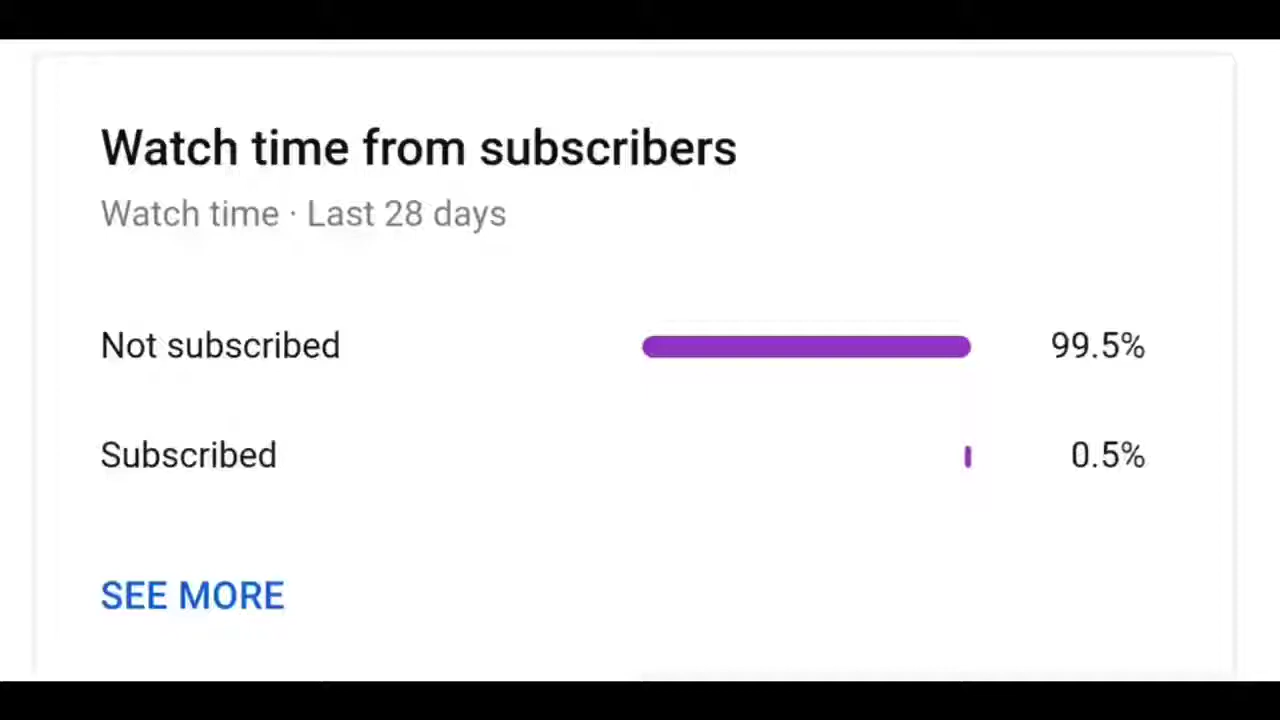 Watch time from subscribers
Watch time · Last 28 days
Not subscribed 99.5%
Subscribed 0.5%
SEE MORE